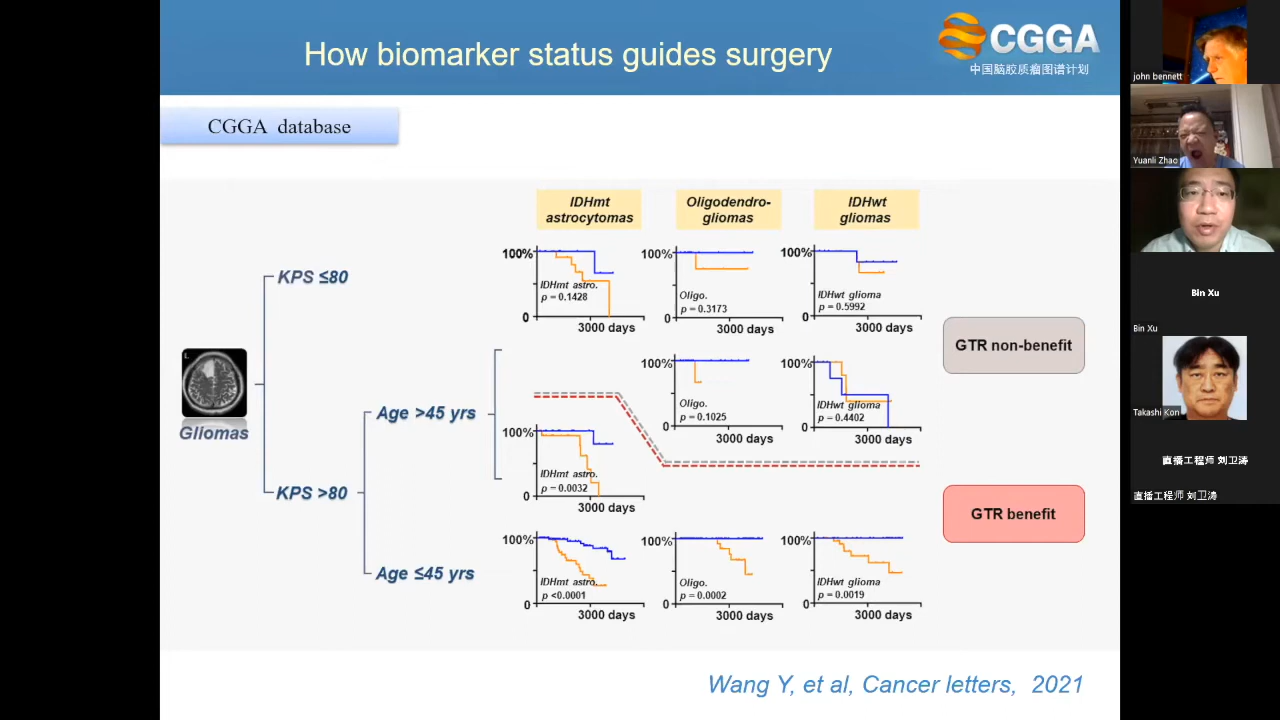 How biomarker status guides surgery
CGGA
中国脑胶质瘤图谱计划
CGGA database
IDHmt
astrocytomas
Oligodendro-
gliomas
IDHwt
gliomas
KPS ≤80
100%
IDHmt astro.
p = 0.1428
0
3000 days
100%
Oligo.
p = 0.3173
0
3000 days
100%
IDHwt glioma
p = 0.5992
0
3000 days
GTR non-benefit
L
Gliomas
KPS >80
Age >45 yrs
100%
Oligo.
p = 0.1025
0
3000 days
100%
IDHwt glioma
p = 0.4402
0
3000 days
100%
IDHmt astro.
p = 0.0032
0
3000 days
GTR benefit
Age ≤45 yrs
100%
IDHmt astro.
p <0.0001
0
3000 days
100%
Oligo.
p = 0.0002
0
3000 days
100%
IDHwt glioma
p = 0.0019
0
3000 days
Wang Y, et al, Cancer letters, 2021
john bennett
Yuanli Zhao
Bin Xu
Bin Xu
Takashi Kon
直播工程师 刘卫涛
直播工程师 刘卫涛